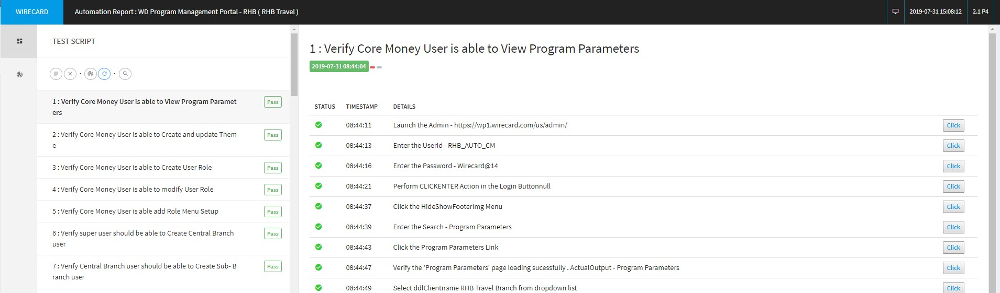 WIRECARD
Automation Report : WD Program Management Portal - RHB ( RHB Travel )
2019-07-31 15:08:12
2.1 P4
TEST SCRIPT
1 : Verify Core Money User is able to View Program Paramet
ers
Pass
2 : Verify Core Money User is able to Create and update Them
e
Pass
3 : Verify Core Money User is able to Create User Role
Pass
4 : Verify Core Money User is able to modify User Role
Pass
5 : Verify Core Money User is able add Role Menu Setup
Pass
6 : Verify super user should be able to Create Central Branch
user
Pass
7 : Verify Central Branch user should be able to Create Sub- B
ranch user
Pass
1 : Verify Core Money User is able to View Program Parameters
2019-07-31 08:44:04
STATUS TIMESTAMP DETAILS
08:44:11 Launch the Admin - https://wp1.wirecard.com/us/admin/ Click
08:44:13 Enter the UserId - RHB_AUTO_CM Click
08:44:16 Enter the Password - Wirecard@14 Click
08:44:21 Perform CLICKENTER Action in the Login Buttonnull Click
08:44:37 Click the HideShowFooterImg Menu Click
08:44:39 Enter the Search - Program Parameters Click
08:44:43 Click the Program Parameters Link Click
08:44:47 Verify the 'Program Parameters' page loading sucessfully . ActualOutput - Program Parameters Click
08:44:49 Select ddlClientname RHB Travel Branch from dropdown list Click